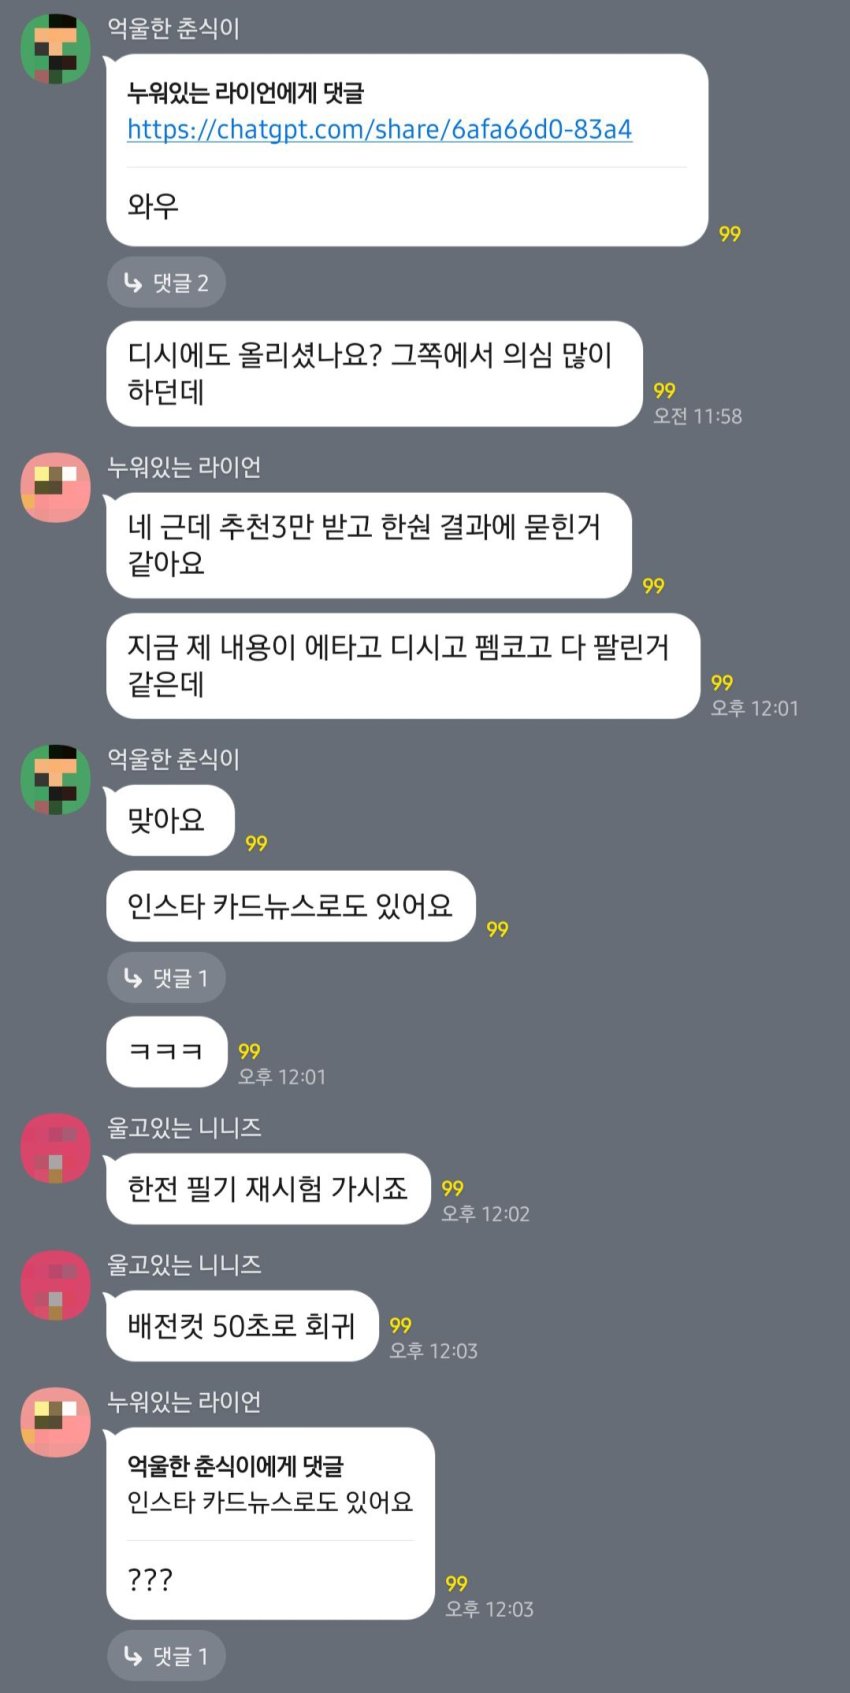 억울한 춘식이
누워있는 라이언에게 댓글
https://chatgpt.com/share/6afa66d0-83a4
와우
99
댓글 2
디시에도 올리셨나요? 그쪽에서 의심 많이
하던데
99
오전 11:58
누워있는 라이언
네 근데 추천3만 받고 한숸 결과에 묻힌거
같아요
99
지금 제 내용이 에타고 디시고 펨코고 다 팔린거
같은데
99
오후 12:01
억울한 춘식이
맞아요
99
인스타 카드뉴스로도 있어요
99
댓글 1
ㅋㅋㅋ
99
오후 12:01
울고있는 니니즈
한전 필기 재시험 가시죠
99
오후 12:02
울고있는 니니즈
배전컷 50초로 회귀
99
오후 12:03
누워있는 라이언
억울한 춘식이에게 댓글
인스타 카드뉴스로도 있어요
???
99
오후 12:03
댓글 1